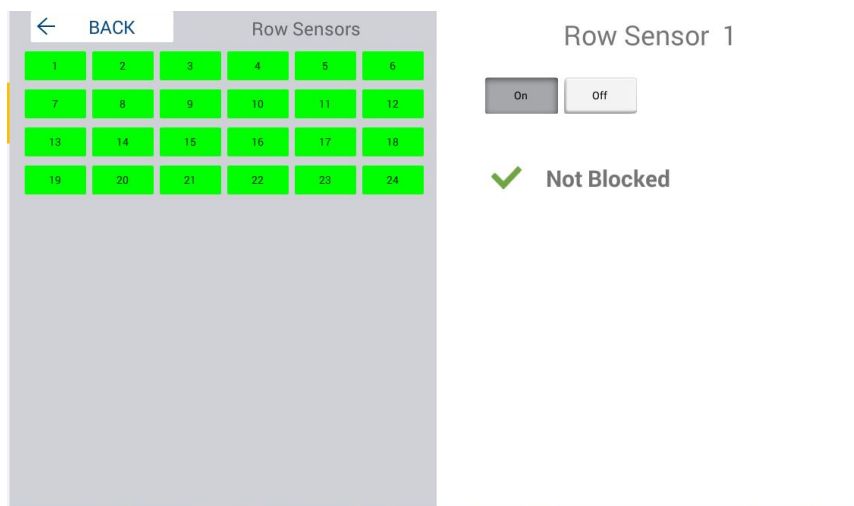 BACK Row Sensors
1 2 3 4 5 6
7 8 9 10 11 12
13 14 15 16 17 18
19 20 21 22 23 24
Row Sensor 1
On Off
Not Blocked